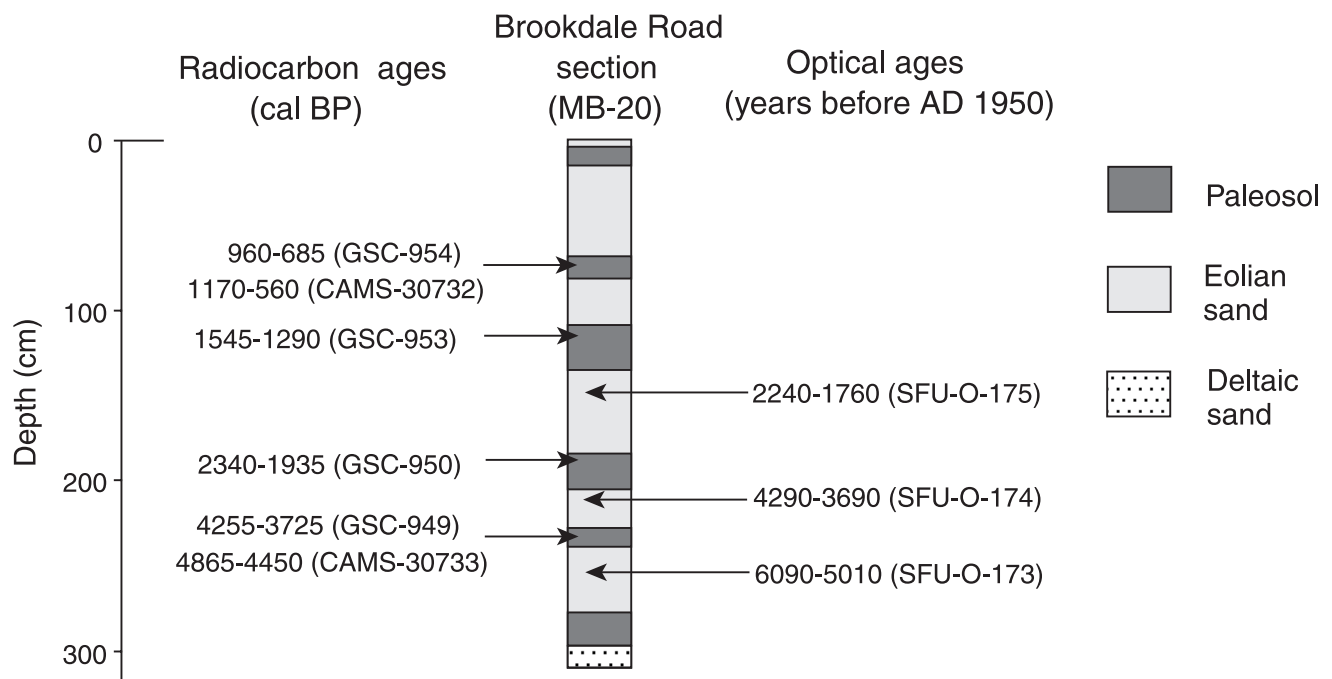 Radiocarbon ages
(cal BP)
Brookdale Road
section
(MB-20)
Optical ages
(years before AD 1950)
Depth (cm)
0
100
200
300
960-685 (GSC-954)
1170-560 (CAMS-30732)
1545-1290 (GSC-953)
2340-1935 (GSC-950)
4255-3725 (GSC-949)
4865-4450 (CAMS-30733)
2240-1760 (SFU-O-175)
4290-3690 (SFU-O-174)
6090-5010 (SFU-O-173)
Paleosol
Eolian
sand
Deltaic
sand